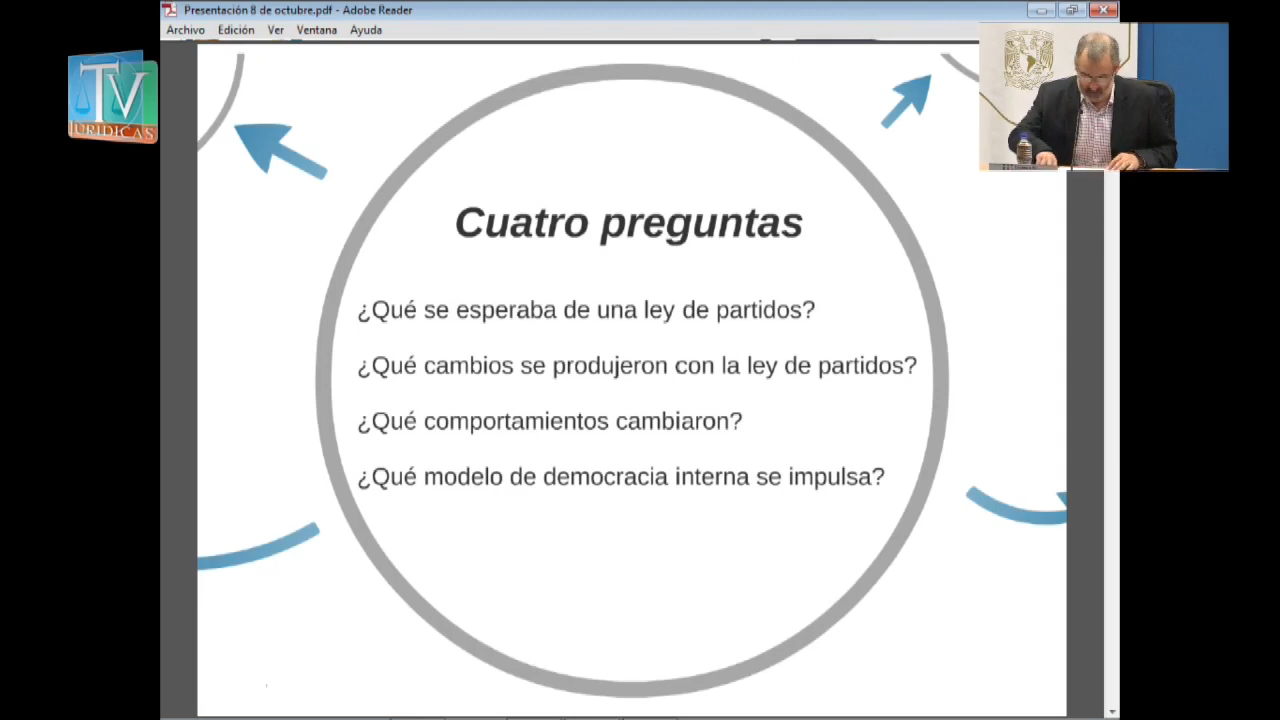 Presentación 8 de octubre.pdf - Adobe Reader
Archivo Edición Ver Ventana Ayuda
TV
JURIDICAS
Cuatro preguntas
¿Qué se esperaba de una ley de partidos?
¿Qué cambios se produjeron con la ley de partidos?
¿Qué comportamientos cambiaron?
¿Qué modelo de democracia interna se impulsa?